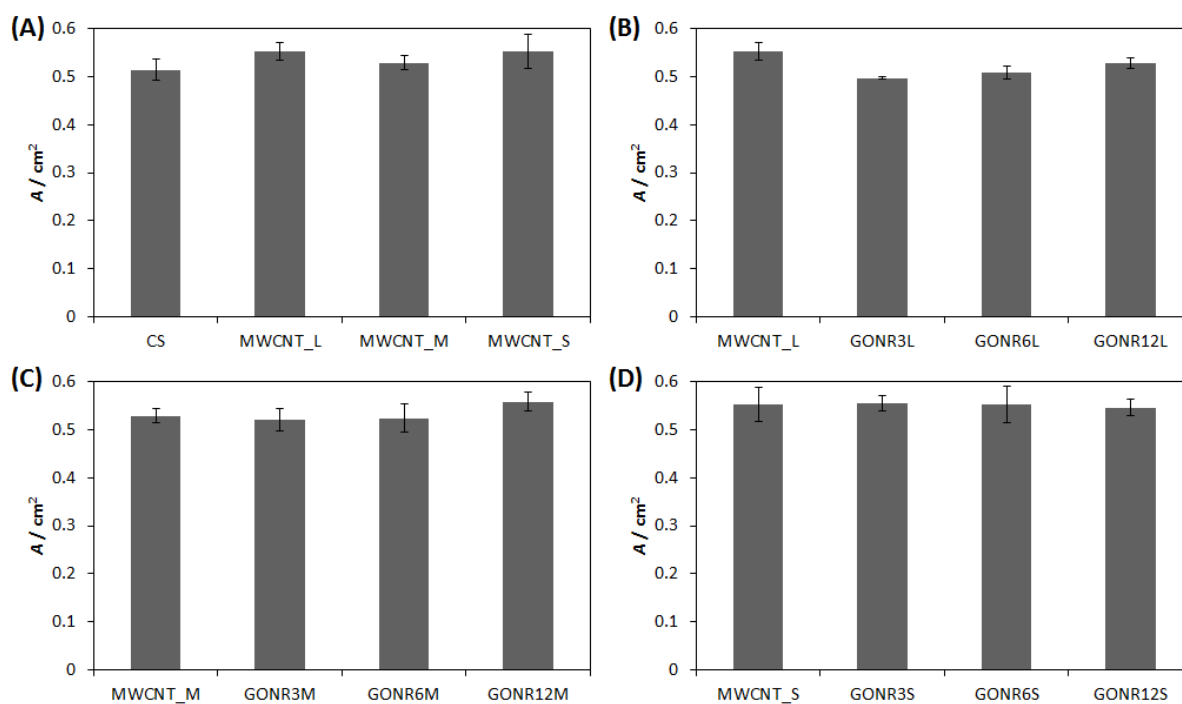 (A)
0.6
0.5
0.4
0.3
0.2
0.1
0
A / cm²
CS MWCNT_L MWCNT_M MWCNT_S
(B)
0.6
0.5
0.4
0.3
0.2
0.1
0
A / cm²
MWCNT_L GONR3L GONR6L GONR12L
(C)
0.6
0.5
0.4
0.3
0.2
0.1
0
A / cm²
MWCNT_M GONR3M GONR6M GONR12M
(D)
0.6
0.5
0.4
0.3
0.2
0.1
0
A / cm²
MWCNT_S GONR3S GONR6S GONR12S